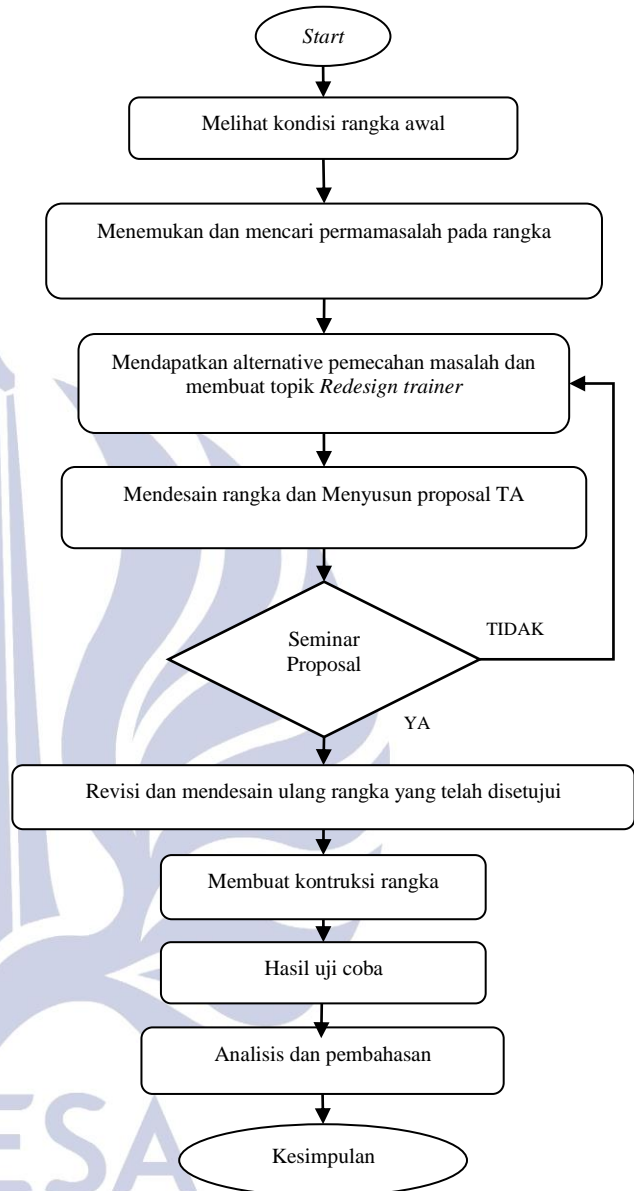 Start
Melihat kondisi rangka awal
Menemukan dan mencari permamasalah pada rangka
Mendapatkan alternative pemecahan masalah dan
membuat topik Redesign trainer
Mendesain rangka dan Menyusun proposal TA
Seminar
Proposal
TIDAK
YA
Revisi dan mendesain ulang rangka yang telah disetujui
Membuat kontruksi rangka
Hasil uji coba
Analisis dan pembahasan
Kesimpulan
ESA